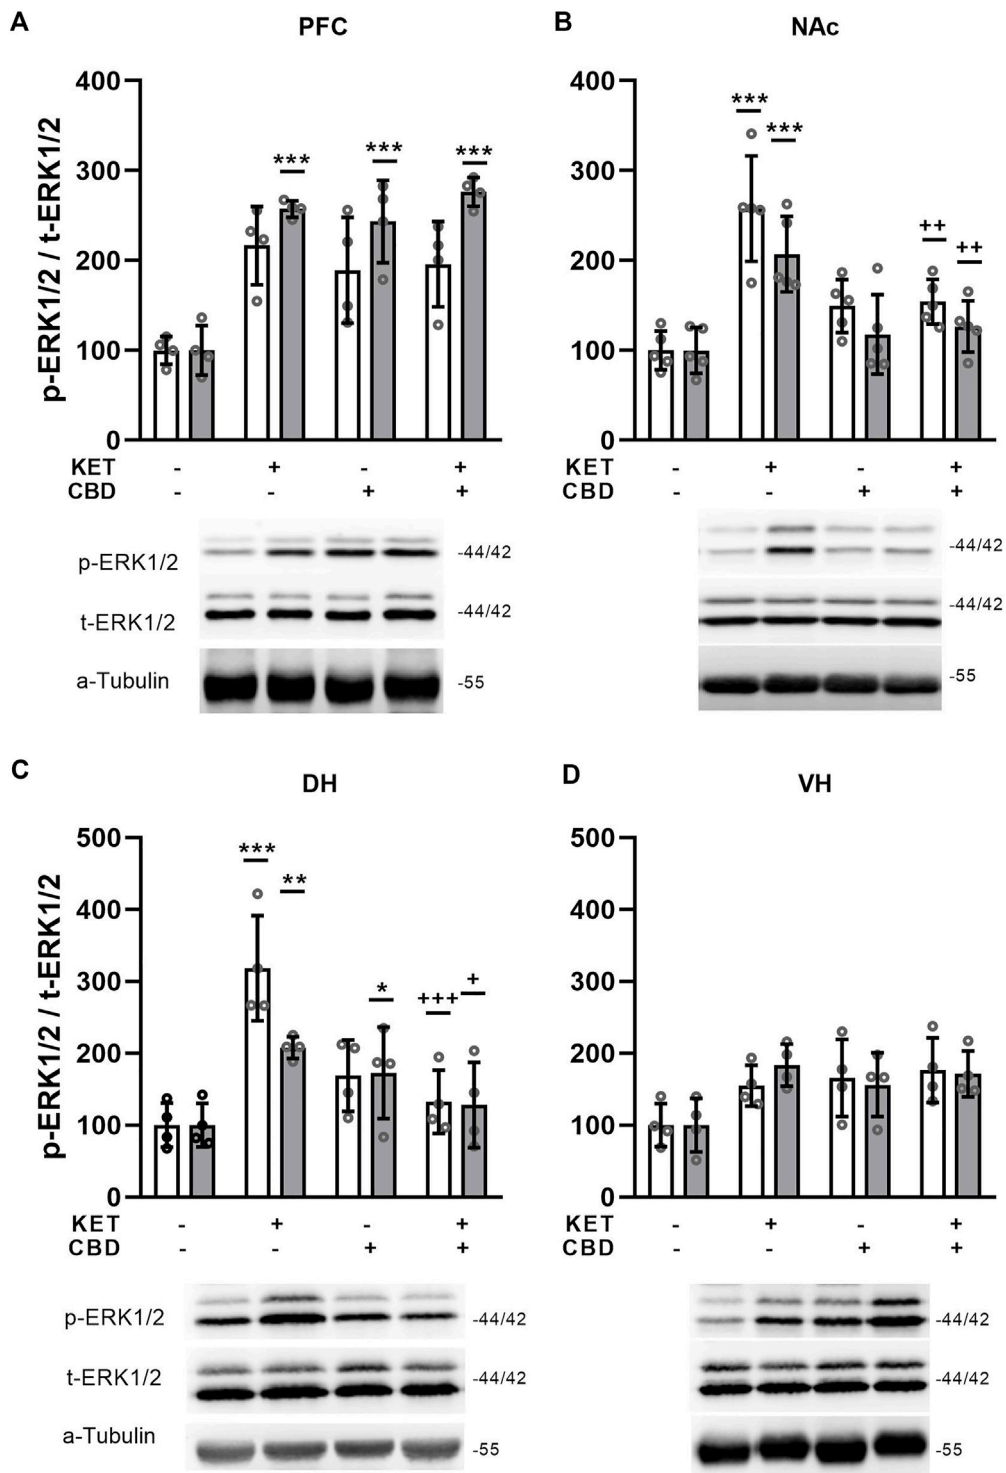 A
PFC
p-ERK1/2 / t-ERK1/2
400
300
200
100
0
***
***
***
KET - + - +
CBD - - + +
p-ERK1/2
-44/42
t-ERK1/2
-44/42
a-Tubulin
-55
B
NAc
400
300
200
100
0
***
***
++
++
KET - + - +
CBD - - + +
-44/42
-44/42
-55
C
DH
p-ERK1/2 / t-ERK1/2
500
400
300
200
100
0
***
**
*
+++
+
KET - + - +
CBD - - + +
p-ERK1/2
-44/42
t-ERK1/2
-44/42
a-Tubulin
-55
D
VH
500
400
300
200
100
0
KET - + - +
CBD - - + +
-44/42
-44/42
-55